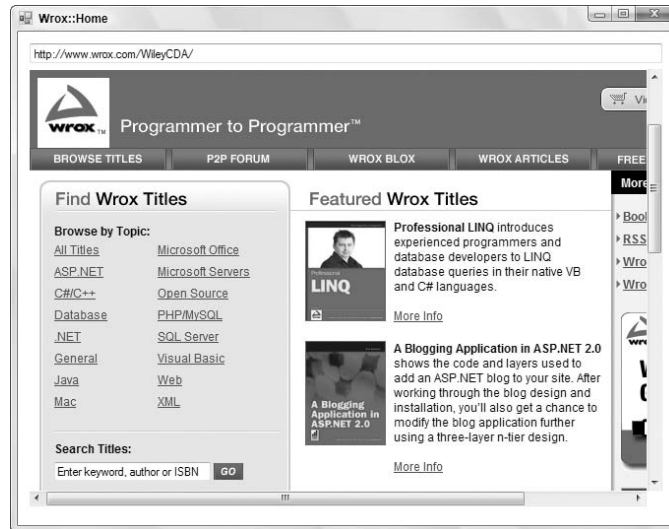 Wrox::Home
http://www.wrox.com/WileyCDA/
wrox™
Programmer to Programmer™
BROWSE TITLES
P2P FORUM
WROX BLOX
WROX ARTICLES
FREE
Find Wrox Titles
Browse by Topic:
All Titles
ASP.NET
C#/C++
Database
.NET
General
Java
Mac
Microsoft Office
Microsoft Servers
Open Source
PHP/MySQL
SQL Server
Visual Basic
Web
XML
Search Titles:
Enter keyword, author or ISBN
GO
Featured Wrox Titles
Professional
LINQ
Professional LINQ introduces
experienced programmers and
database developers to LINQ
database queries in their native VB
and C# languages.
More Info
A Blogging
Application in
ASP.NET 2.0
A Blogging Application in ASP.NET 2.0
shows the code and layers used to
add an ASP.NET blog to your site. After
working through the blog design and
installation, you'll also get a chance to
modify the blog application further
using a three-layer n-tier design.
More Info
More
Boo
RSS
Wro
Wro